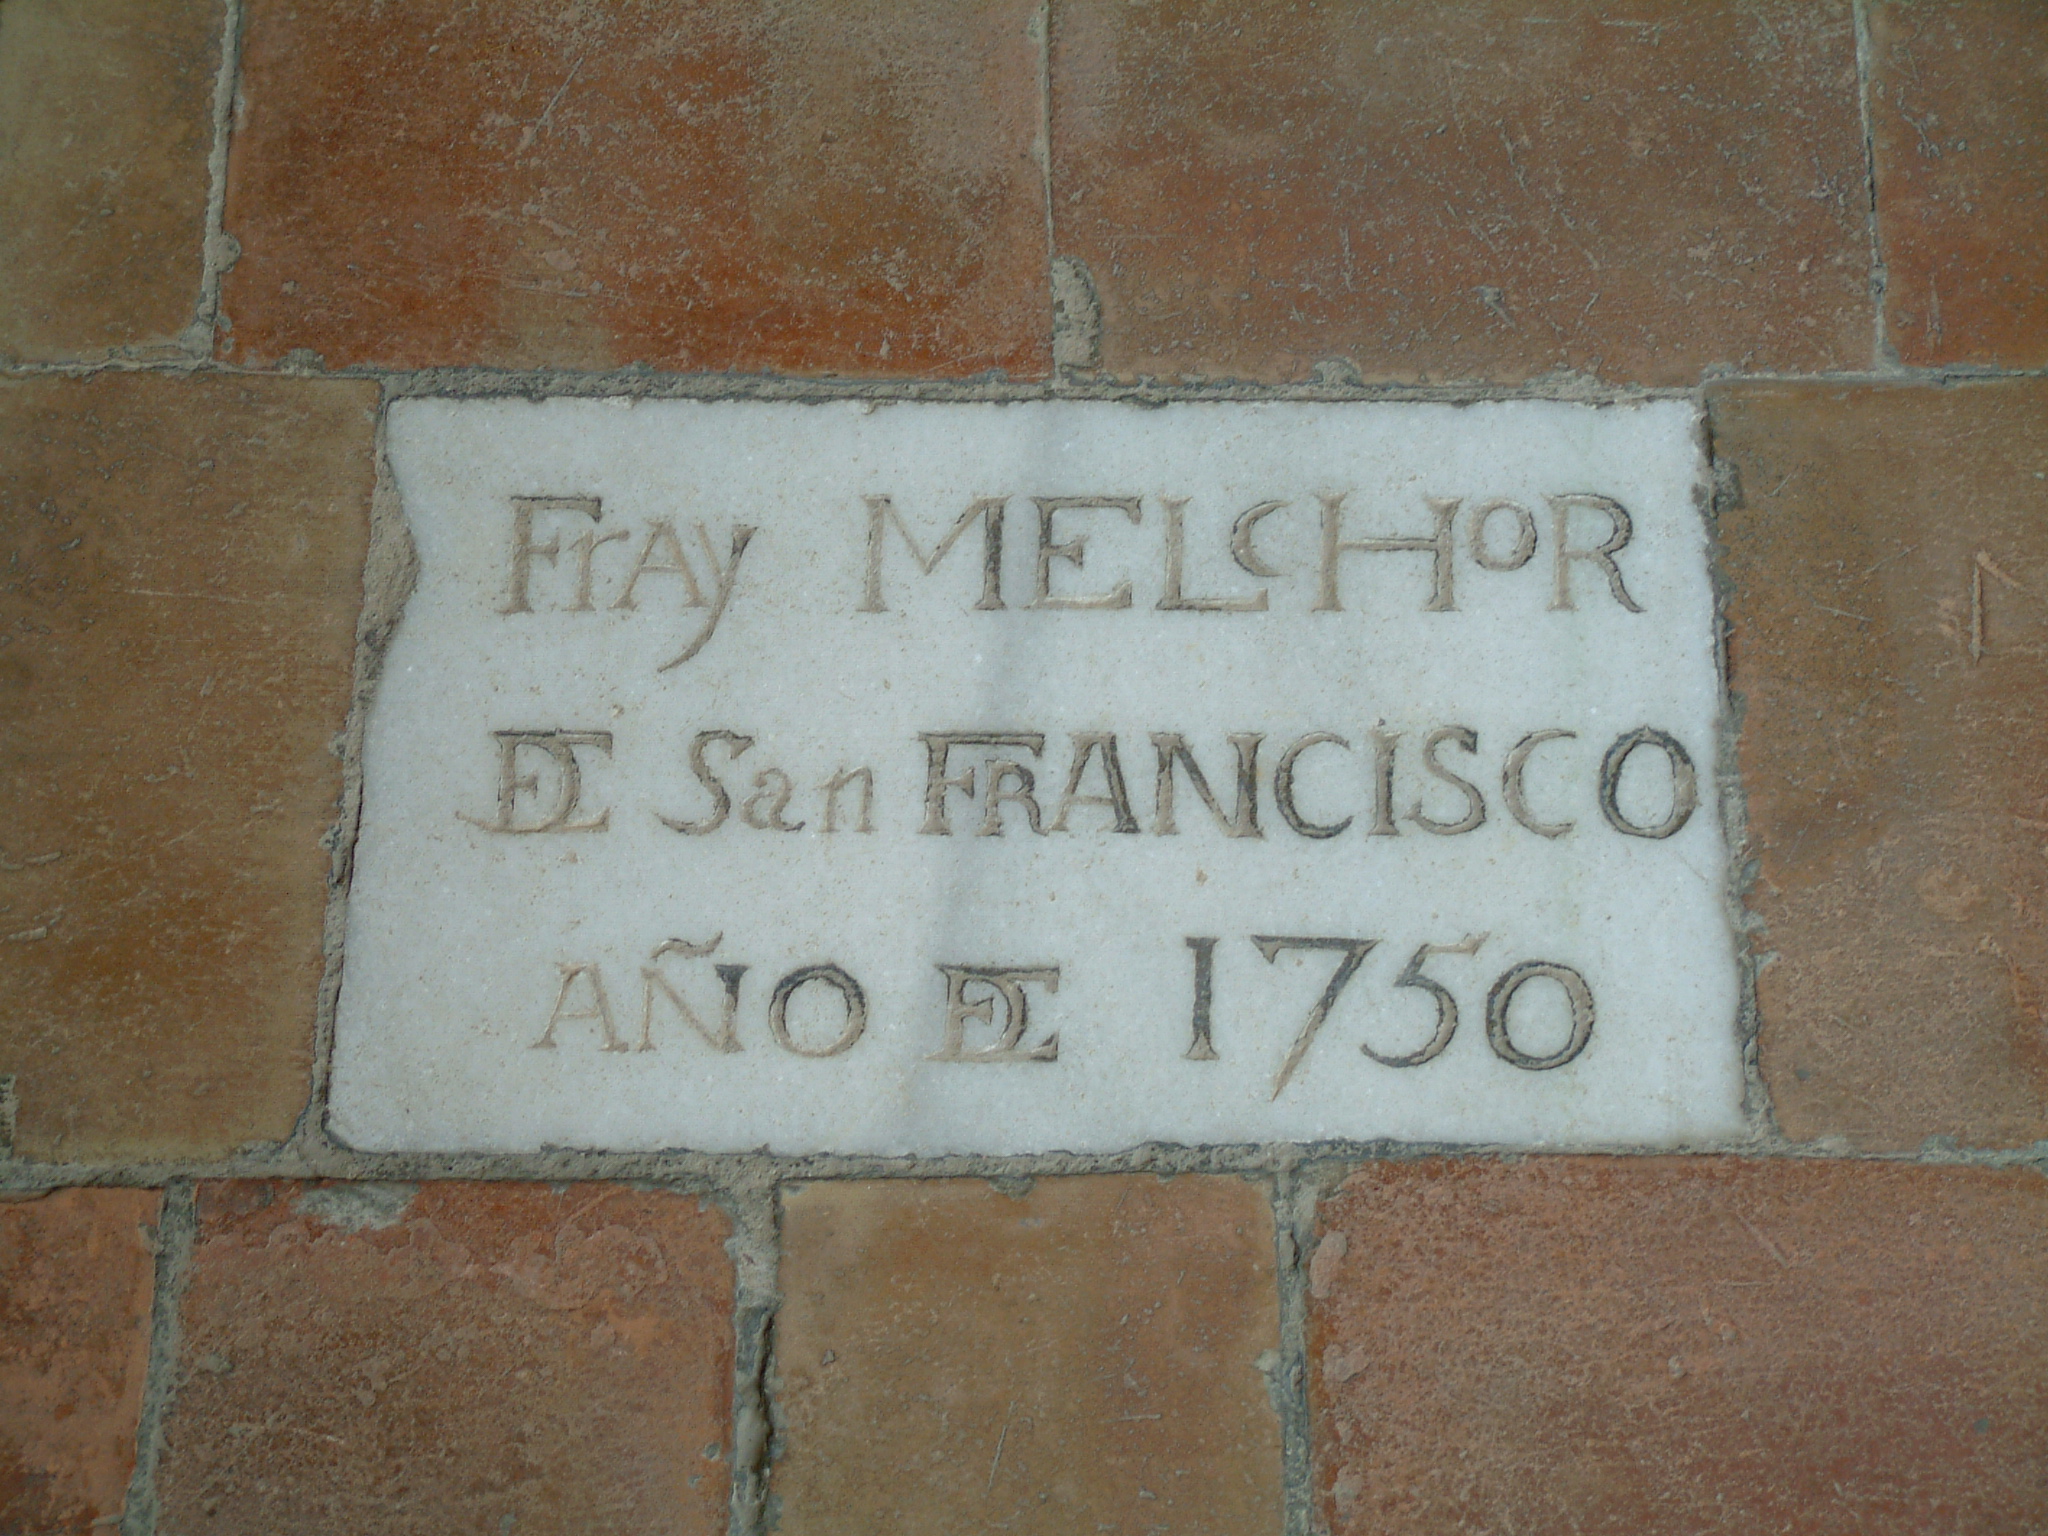 Fray MELCHOR
DE San FRANCISCO
AÑO DE 1750